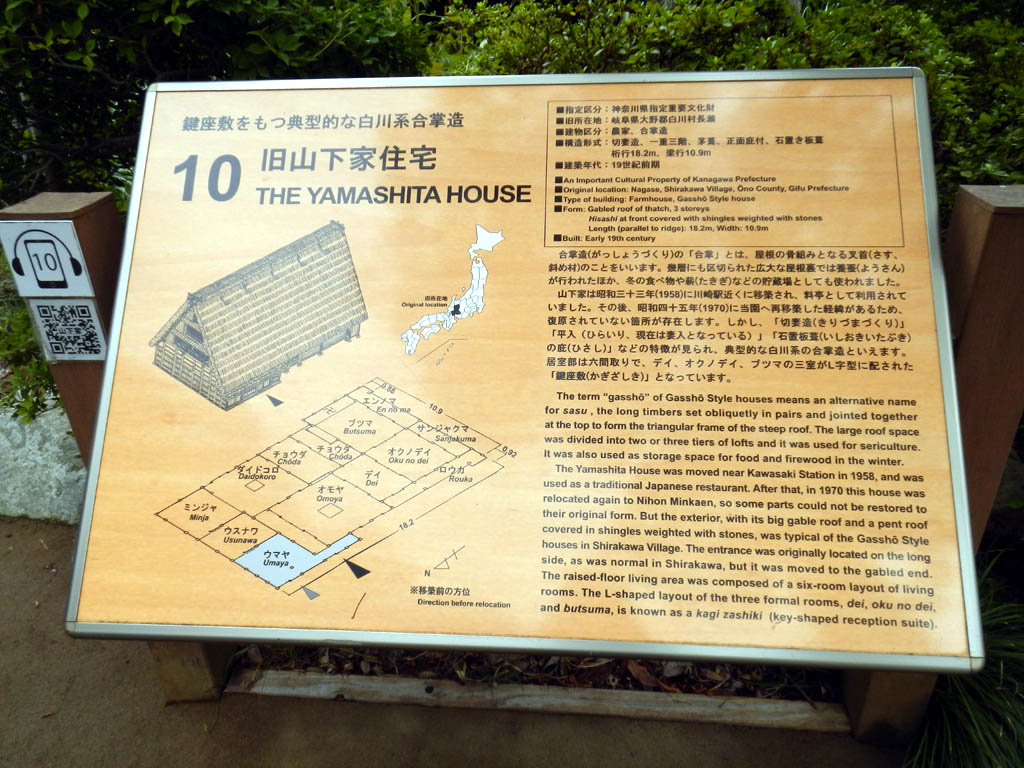 鍵座敷をもつ典型的な白川系合掌造
10
旧山下家住宅
THE YAMASHITA HOUSE
■指定区分：神奈川県指定重要文化財
■旧所在地：岐阜県大野郡白川村長瀬
■建物区分：農家、合掌造
■構造形式：切妻造、一重三階、茅葺、正面庇付、石置き板葺
桁行18.2m、梁行10.9m
■建築年代：19世紀前期
■An Important Cultural Property of Kanagawa Prefecture
■Original location: Nagase, Shirakawa Village, Ōno County, Gifu Prefecture
■Type of building: Farmhouse, Gasshō Style house
■Form: Gabled roof of thatch, 3 storeys
Hisashi at front covered with shingles weighted with stones
Length (parallel to ridge): 18.2m, Width: 10.9m
■Built: Early 19th century
合掌造(がっしょうづくり)の「合掌」とは、屋根の骨組みとなる叉首(さす、
斜め材)のことをいいます。幾層にも区切られた広大な屋根裏では養蚕(ようさん)
が行われたほか、冬の食べ物や薪(たきぎ)などの貯蔵場としても使われました。
山下家は昭和三十三年(1958)に川崎駅近くに移築され、料亭として利用されて
いました。その後、昭和四十五年(1970)に当園へ再移築した経緯があるため、
復原されていない箇所が存在します。しかし、「切妻造(きりづまづくり)」
「平入（ひらいり、現在は妻入となっている）」「石置板葺(いしおきいたぶき)
の庇(ひさし)」などの特徴が見られ、典型的な白川系の合掌造といえます。
居室部は六間取りで、デイ、オクノデイ、ブツマの三室がL字型に配された
「鍵座敷(かぎざしき)」となっています。
The term “gasshō” of Gasshō Style houses means an alternative name
for sasu , the long timbers set obliquetly in pairs and jointed together
at the top to form the triangular frame of the steep roof. The large roof space
was divided into two or three tiers of lofts and it was used for sericulture.
It was also used as storage space for food and firewood in the winter.
The Yamashita House was moved near Kawasaki Station in 1958, and was
used as a traditional Japanese restaurant. After that, in 1970 this house was
relocated again to Nihon Minkaen, so some parts could not be restored to
their original form. But the exterior, with its big gable roof and a pent roof
covered in shingles weighted with stones, was typical of the Gasshō Style
houses in Shirakawa Village. The entrance was originally located on the long
side, as was normal in Shirakawa, but it was moved to the gabled end.
The raised-floor living area was composed of a six-room layout of living
rooms. The L-shaped layout of the three formal rooms, dei, oku no dei,
and butsuma, is known as a kagi zashiki (key-shaped reception suite).
旧所在地
Original location
0.88
10.9
0.92
18.2
エンノマ
En no ma
ブツマ
Butsuma
サンジャクマ
Sanjakuma
チョウダ
Chōda
チョウダ
Chōda
オクノデイ
Oku no dei
ロウカ
Rouka
ダイドコロ
Daidokoro
デイ
Dei
オモヤ
Omoya
ミンジャ
Minja
ウスナワ
Usunawa
ウマヤ
Umaya
N
※移築前の方位
Direction before relocation
10
山下家